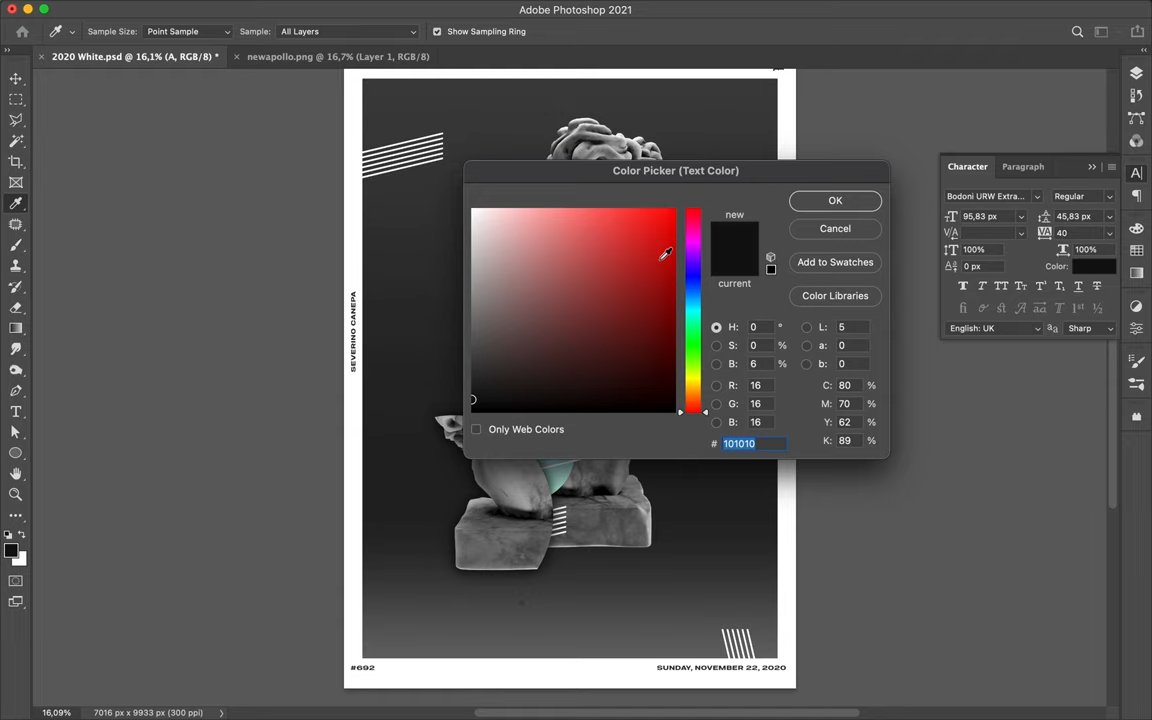 Adobe Photoshop 2021
Sample Size: Point Sample Sample: All Layers Show Sampling Ring
2020 White.psd @ 16,1% (A, RGB/8) * newapollo.png @ 16,7% (Layer 1, RGB/8)
Color Picker (Text Color)
new
current
OK
Cancel
Add to Swatches
Color Libraries
H: 0 °
S: 0 %
B: 6 %
R: 16
G: 16
B: 16
# 101010
L: 5
a: 0
b: 0
C: 80 %
M: 70 %
Y: 62 %
K: 89 %
Only Web Colors
Character Paragraph
Bodoni URW Extra... Regular
95,83 px 45,83 px
40
100% 100%
0 px Color:
English: UK Sharp
SEVERINO CANEPA
#692 SUNDAY, NOVEMBER 22, 2020
16,09% 7016 px x 9933 px (300 ppi)